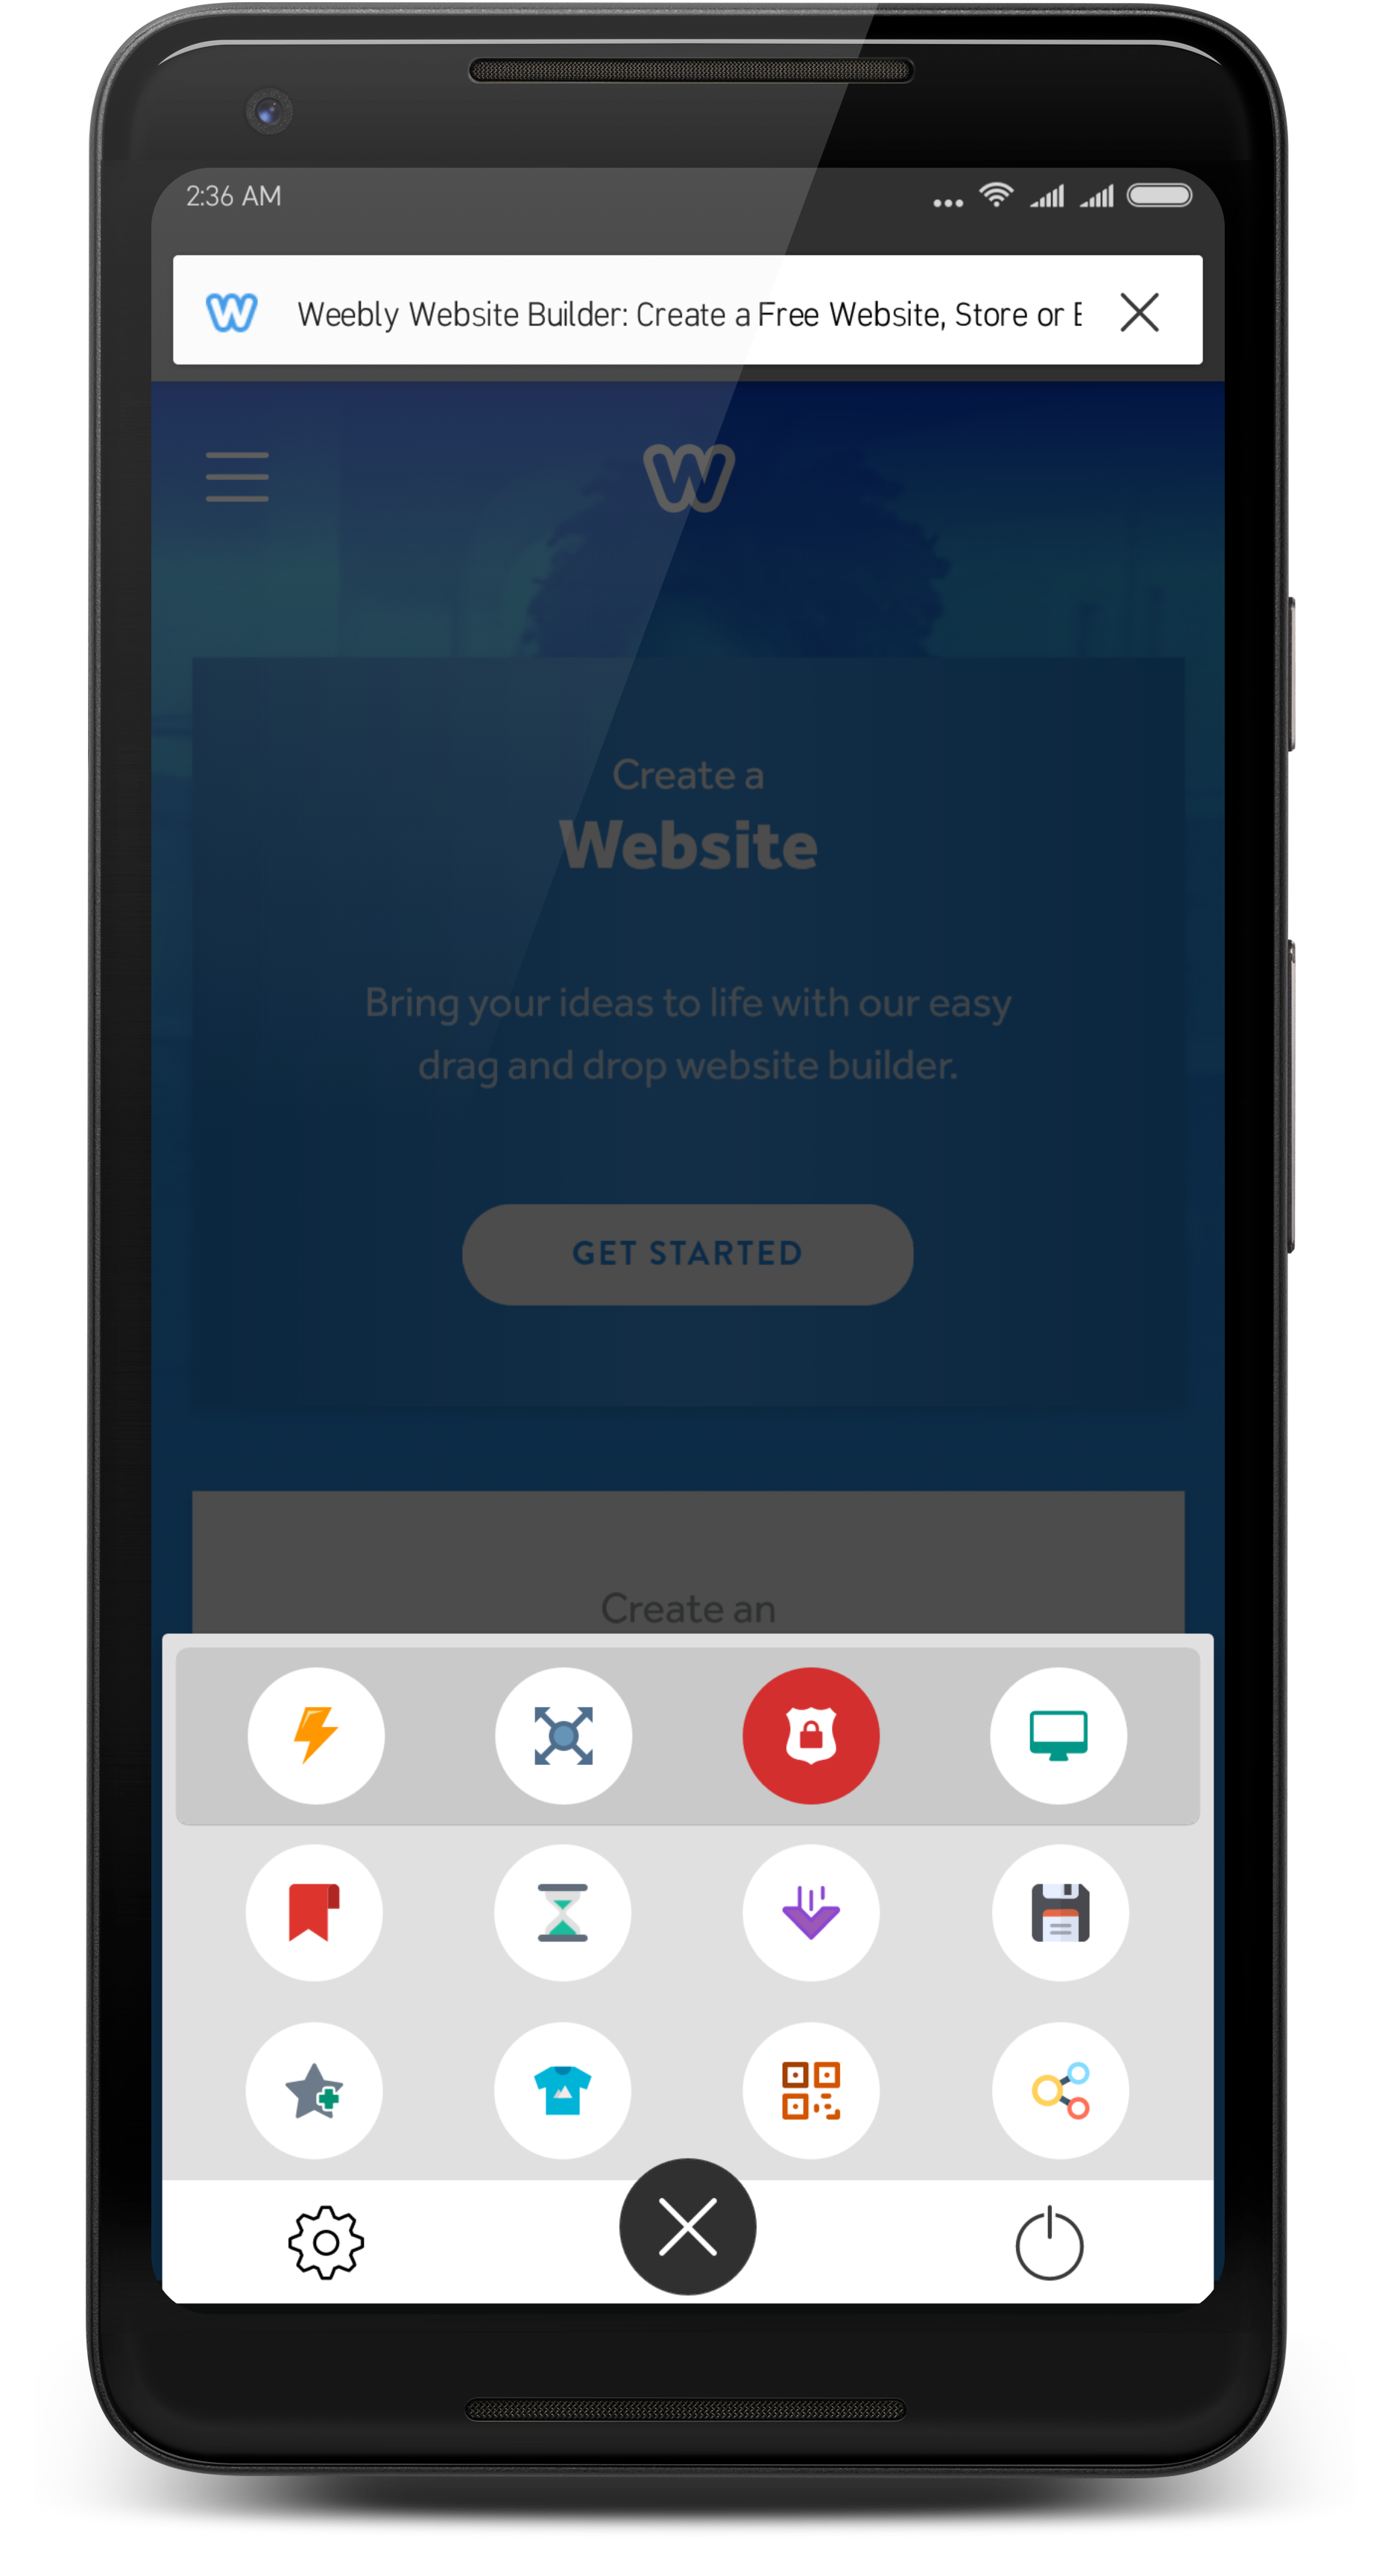 2:36 AM
Weebly Website Builder: Create a Free Website, Store or
Create a
Website
Bring your ideas to life with our easy
drag and drop website builder.
GET STARTED
Create an